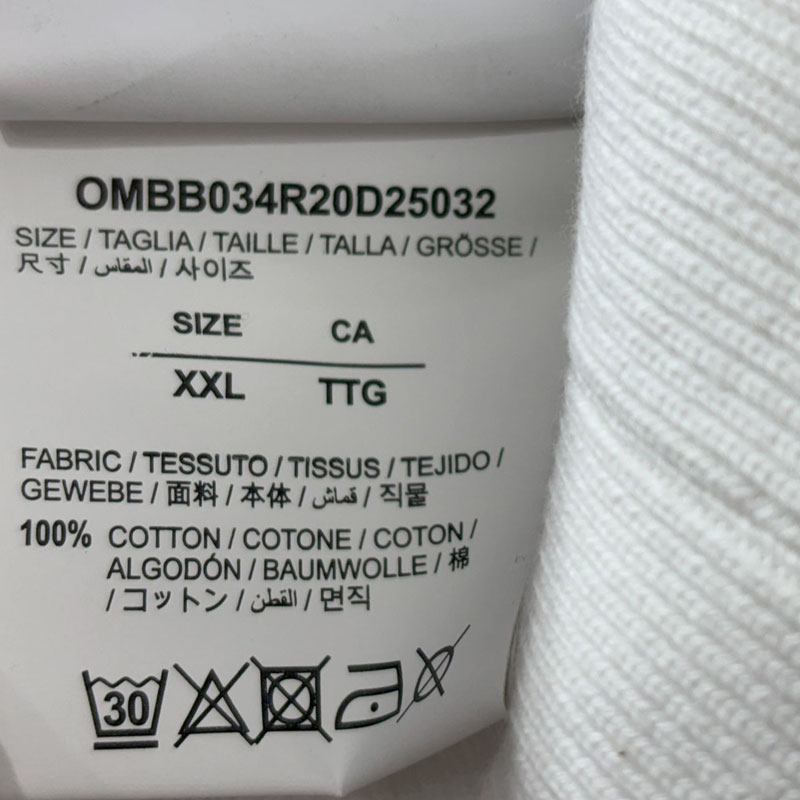 OMBB034R20D25032
SIZE / TAGLIA / TAILLE / TALLA / GRÖSSE /
尺寸 / المقاس / 사이즈
SIZE CA
XXL TTG
FABRIC / TESSUTO / TISSUS / TEJIDO /
GEWEBE / 面料 / 本体 / قماش / 직물
100% COTTON / COTONE / COTON /
ALGODÓN / BAUMWOLLE / 棉
/ コットン / القطن / 면직
30